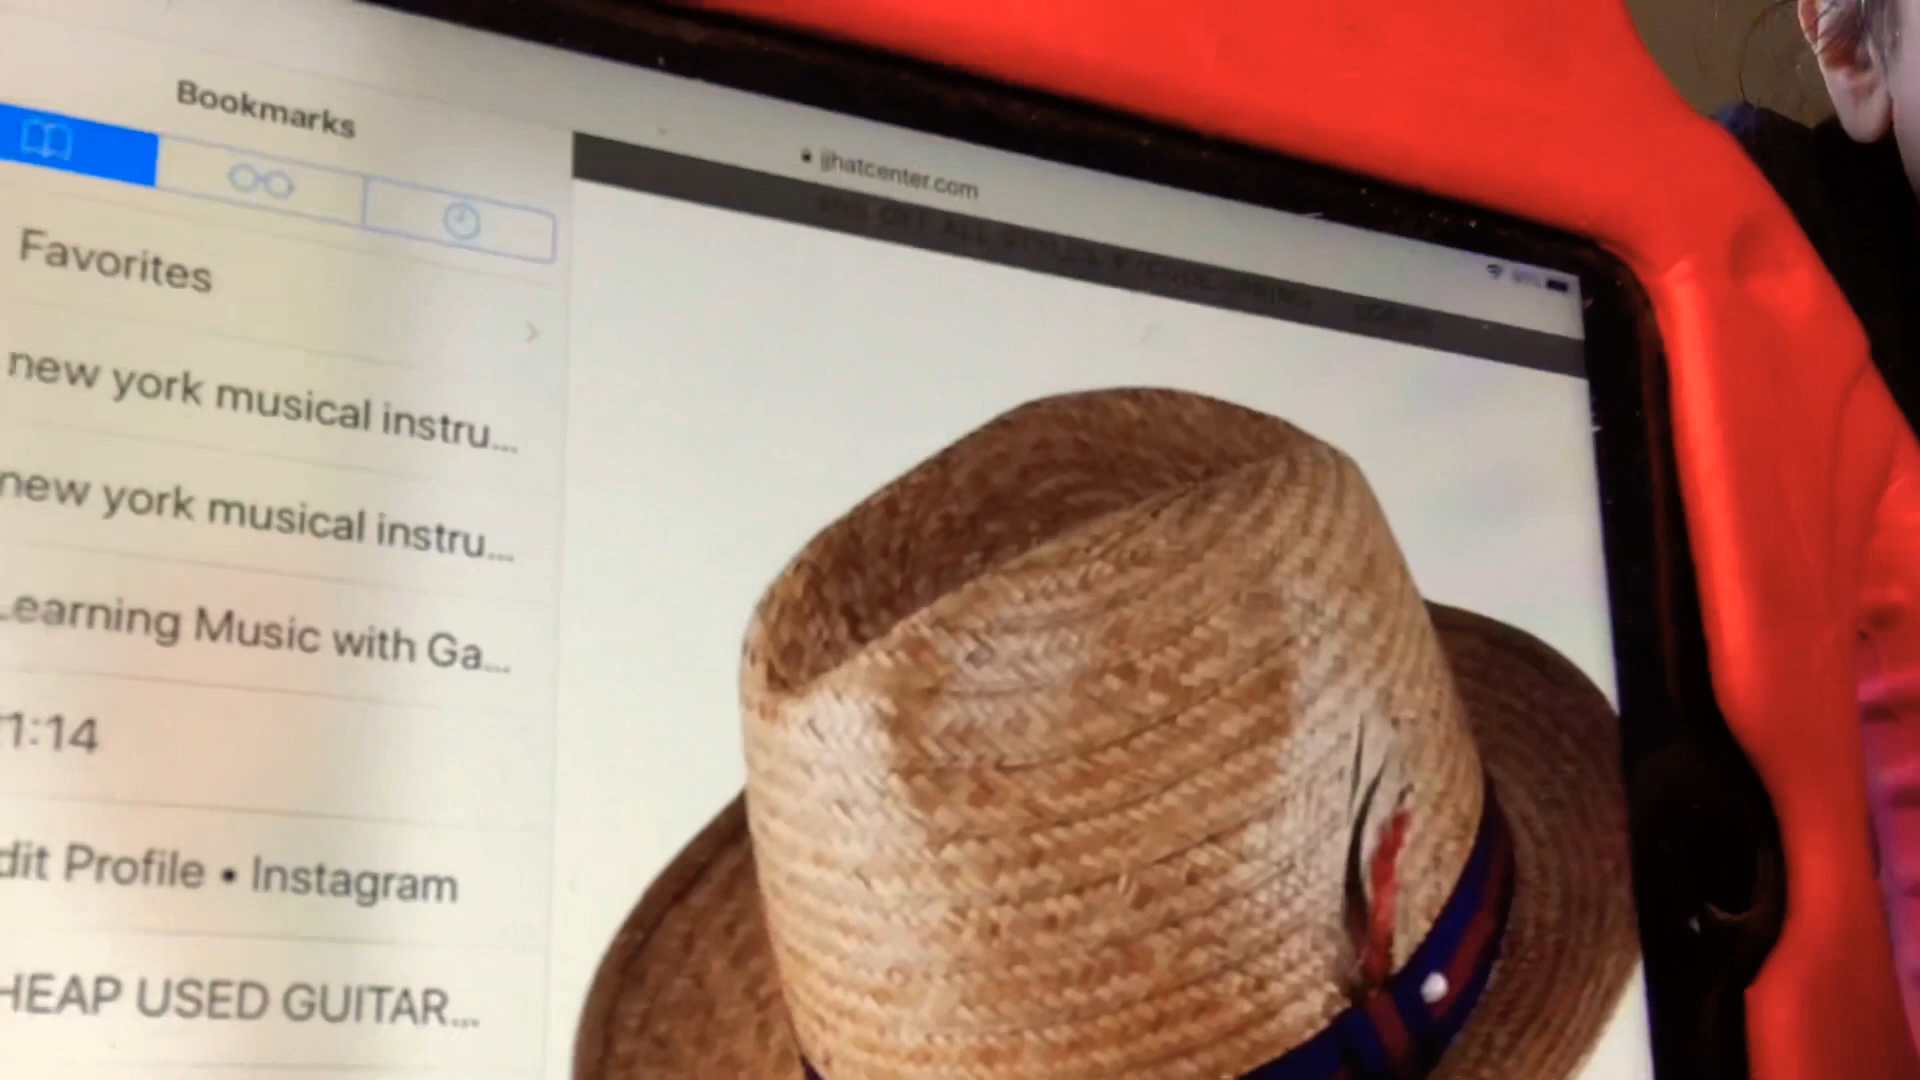 Bookmarks
jjhatcenter.com
Favorites
new york musical instru...
new york musical instru...
Learning Music with Ga...
1:14
dit Profile • Instagram
HEAP USED GUITAR...